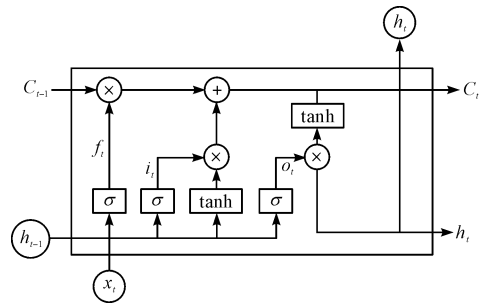 h_t
C_{t-1}
×
+
C_t
tanh
f_t
i_t
×
o_t
×
σ
σ
tanh
σ
h_{t-1}
h_t
x_t